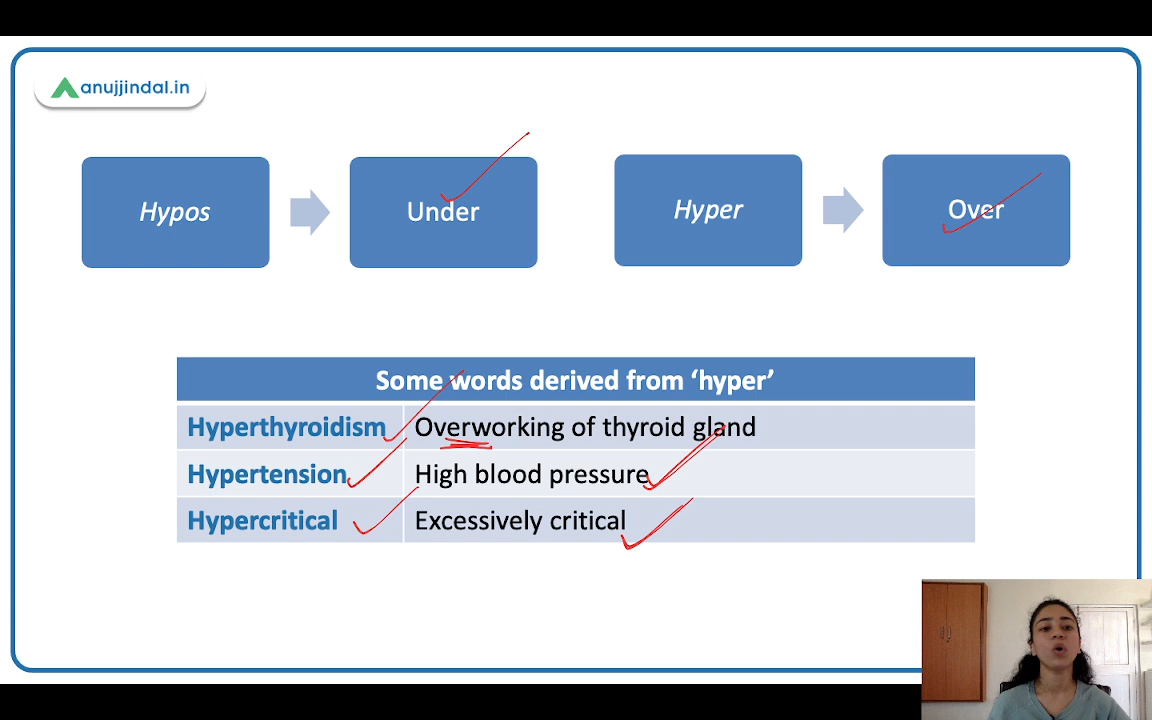 anujjindal.in
Hypos
Under
Hyper
Over
Some words derived from ‘hyper’
Hyperthyroidism Overworking of thyroid gland
Hypertension High blood pressure
Hypercritical Excessively critical